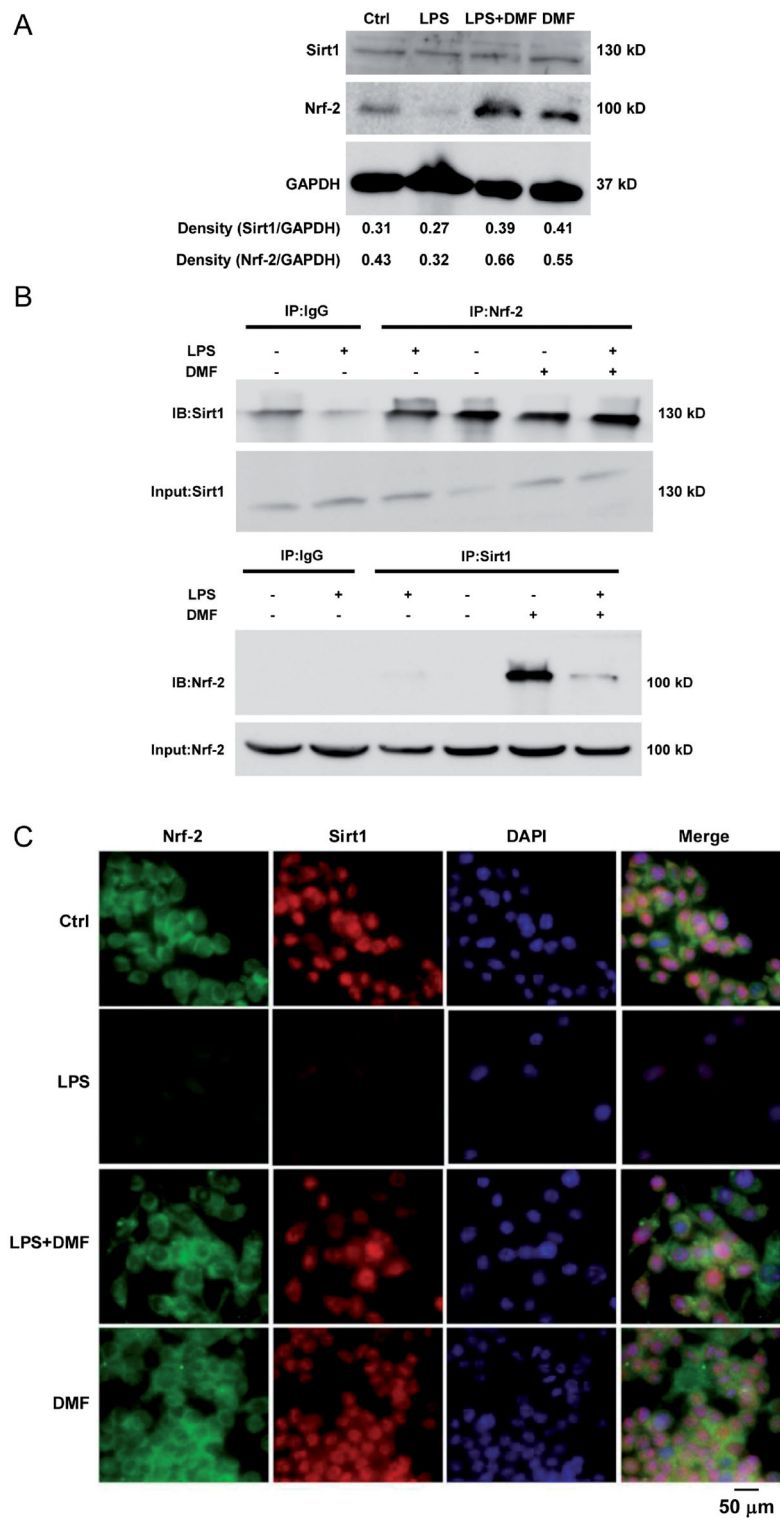 A
Ctrl LPS LPS+DMF DMF
Sirt1 130 kD
Nrf-2 100 kD
GAPDH 37 kD
Density (Sirt1/GAPDH) 0.31 0.27 0.39 0.41
Density (Nrf-2/GAPDH) 0.43 0.32 0.66 0.55
B
IP:IgG IP:Nrf-2
LPS - + + - - +
DMF - - - - + +
IB:Sirt1 130 kD
Input:Sirt1 130 kD
IP:IgG IP:Sirt1
LPS - + + - - +
DMF - - - - + +
IB:Nrf-2 100 kD
Input:Nrf-2 100 kD
C
Nrf-2 Sirt1 DAPI Merge
Ctrl
LPS
LPS+DMF
DMF
50 μm